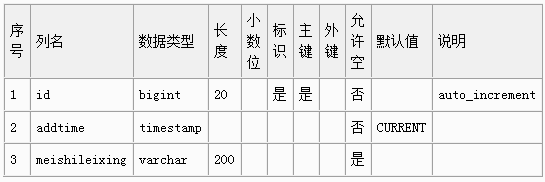 序号 列名 数据类型 长度 小数位 标识 主键 外键 允许空 默认值 说明
1 id bigint 20 是 是 否 auto_increment
2 addtime timestamp 否 CURRENT
3 meishileixing varchar 200 是